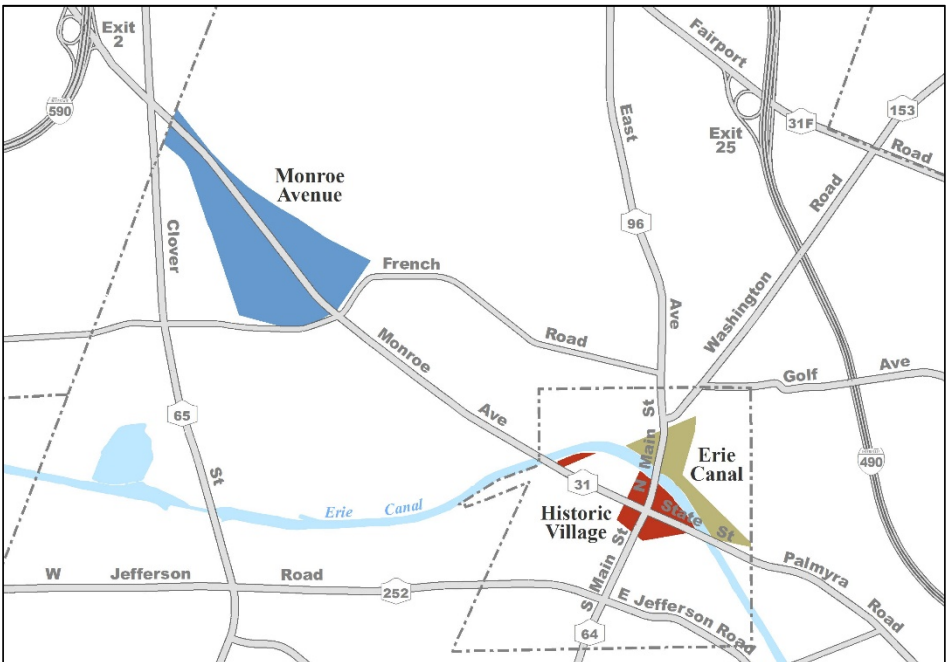 Exit
2
590
Fairport
31F
Road
153
Exit
25
East
96
Ave
Monroe
Avenue
Clover
65
St
French
Road
Washington
Road
Golf Ave
Monroe
Ave
31
N Main St
Erie
Canal
490
Erie Canal
Historic
Village
State
St
S Main St
64
Palmyra
Road
W Jefferson Road
252
E Jefferson Road